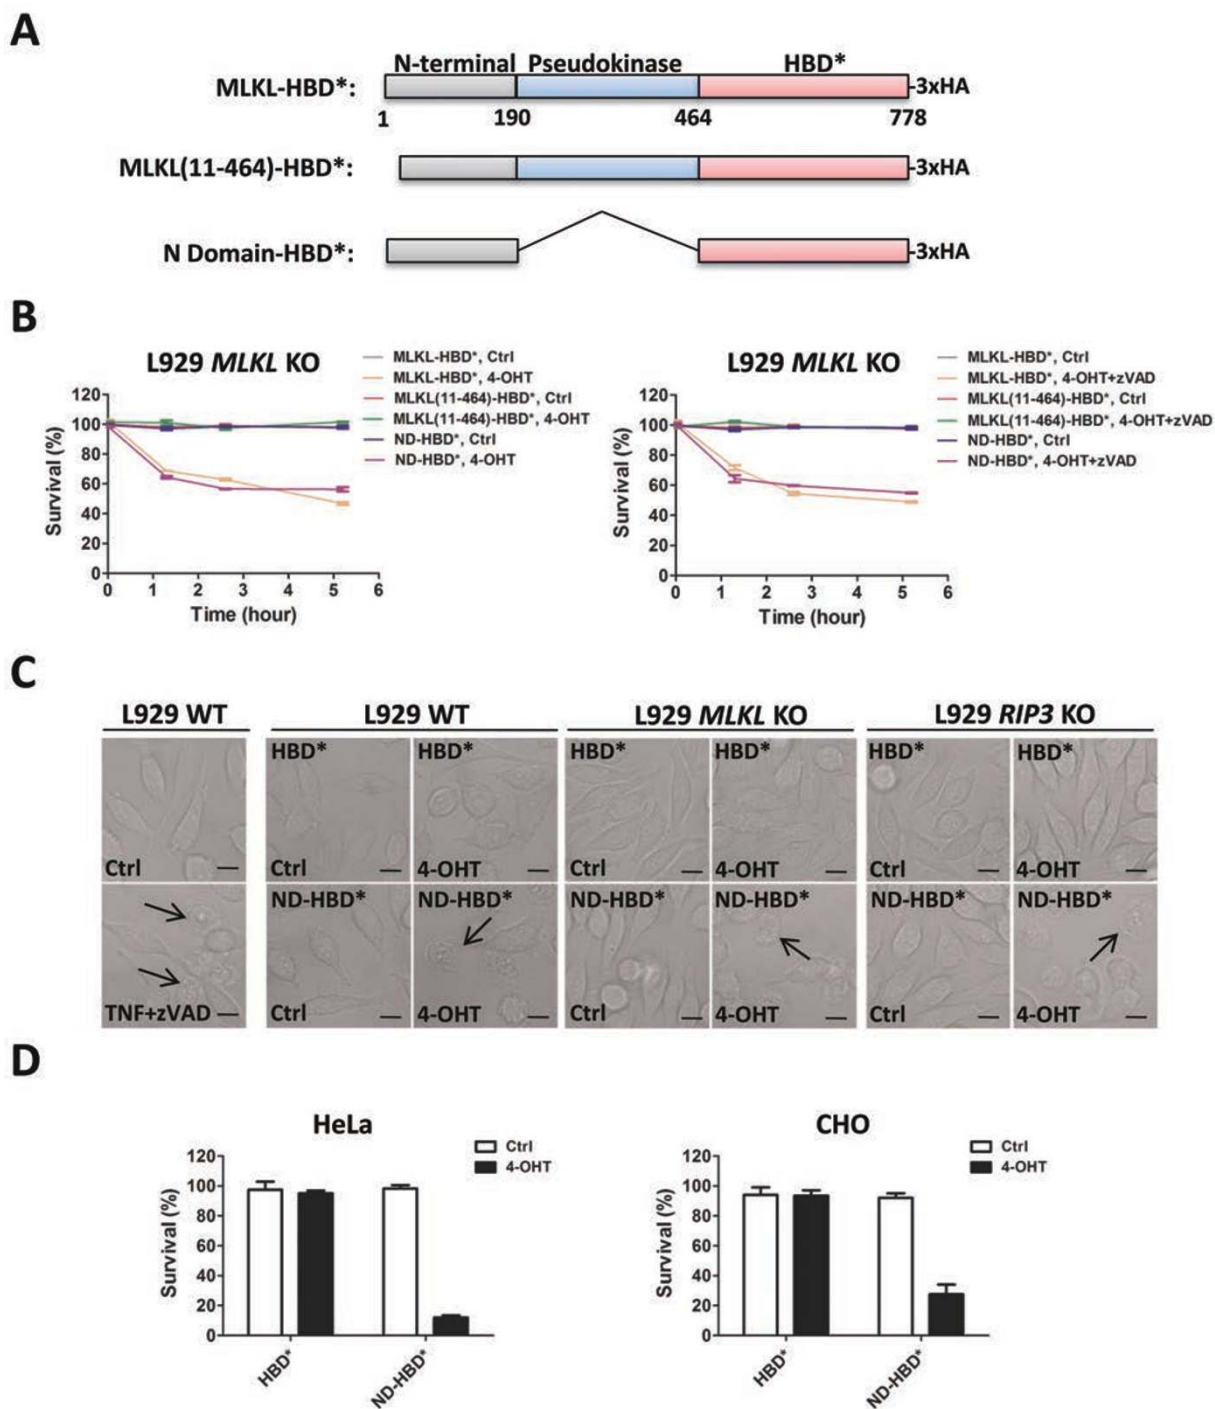 A
N-terminal Pseudokinase HBD*
MLKL-HBD*: -3xHA
1 190 464 778
MLKL(11-464)-HBD*: -3xHA
N Domain-HBD*: -3xHA
B
L929 MLKL KO
MLKL-HBD*, Ctrl
MLKL-HBD*, 4-OHT
MLKL(11-464)-HBD*, Ctrl
MLKL(11-464)-HBD*, 4-OHT
ND-HBD*, Ctrl
ND-HBD*, 4-OHT
Survival (%)
120
100
80
60
40
20
0
0 1 2 3 4 5 6
Time (hour)
L929 MLKL KO
MLKL-HBD*, Ctrl
MLKL-HBD*, 4-OHT+zVAD
MLKL(11-464)-HBD*, Ctrl
MLKL(11-464)-HBD*, 4-OHT+zVAD
ND-HBD*, Ctrl
ND-HBD*, 4-OHT+zVAD
Survival (%)
120
100
80
60
40
20
0
0 1 2 3 4 5 6
Time (hour)
C
L929 WT L929 WT L929 MLKL KO L929 RIP3 KO
HBD* HBD* HBD* HBD* HBD* HBD*
Ctrl Ctrl 4-OHT Ctrl 4-OHT Ctrl 4-OHT
ND-HBD* ND-HBD* ND-HBD* ND-HBD* ND-HBD* ND-HBD*
TNF+zVAD Ctrl 4-OHT Ctrl 4-OHT Ctrl 4-OHT
D
HeLa
Ctrl
4-OHT
Survival (%)
120
100
80
60
40
20
0
HBD* ND-HBD*
CHO
Ctrl
4-OHT
Survival (%)
120
100
80
60
40
20
0
HBD* ND-HBD*